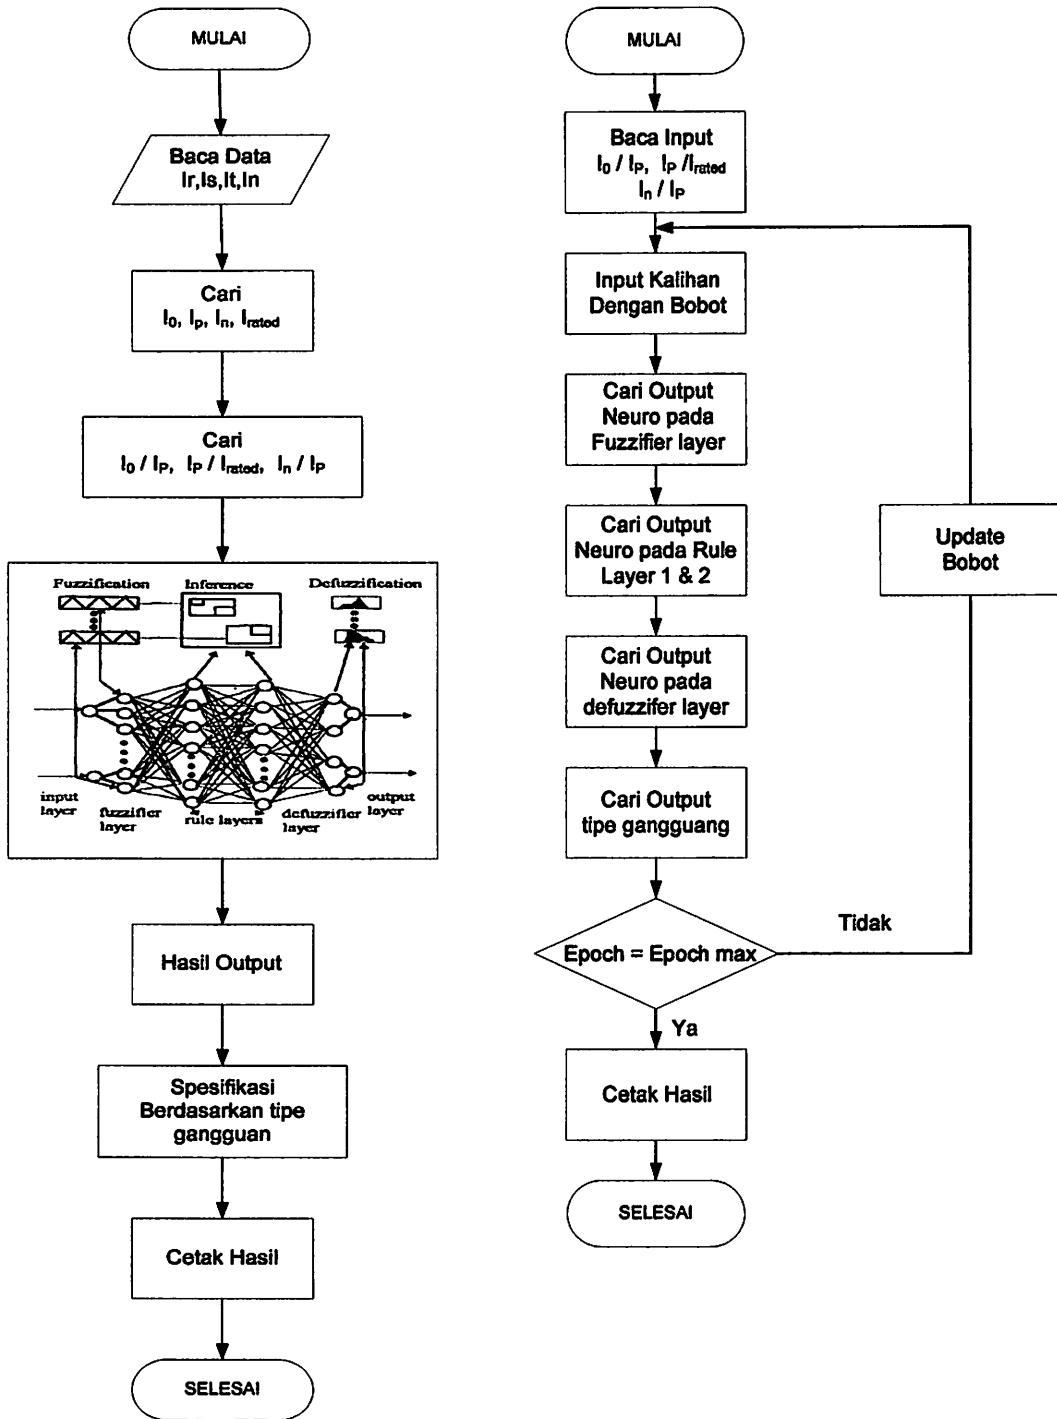 MULAI
Baca Data
Ir,Is,It,In
Cari
I0, Ip, In, Irated
Cari
I0 / IP, IP / Irated, In / IP
Fuzzification Inference Defuzzification
input
layer
fuzzifier
layer
rule layers
defuzzifier
layer
output
layer
Hasil Output
Spesifikasi
Berdasarkan tipe
gangguan
Cetak Hasil
SELESAI
MULAI
Baca Input
I0 / IP, IP /Irated
In / IP
Input Kalihan
Dengan Bobot
Cari Output
Neuro pada
Fuzzifier layer
Cari Output
Neuro pada Rule
Layer 1 & 2
Cari Output
Neuro pada
defuzzifer layer
Cari Output
tipe gangguang
Epoch = Epoch max
Tidak
Update
Bobot
Ya
Cetak Hasil
SELESAI